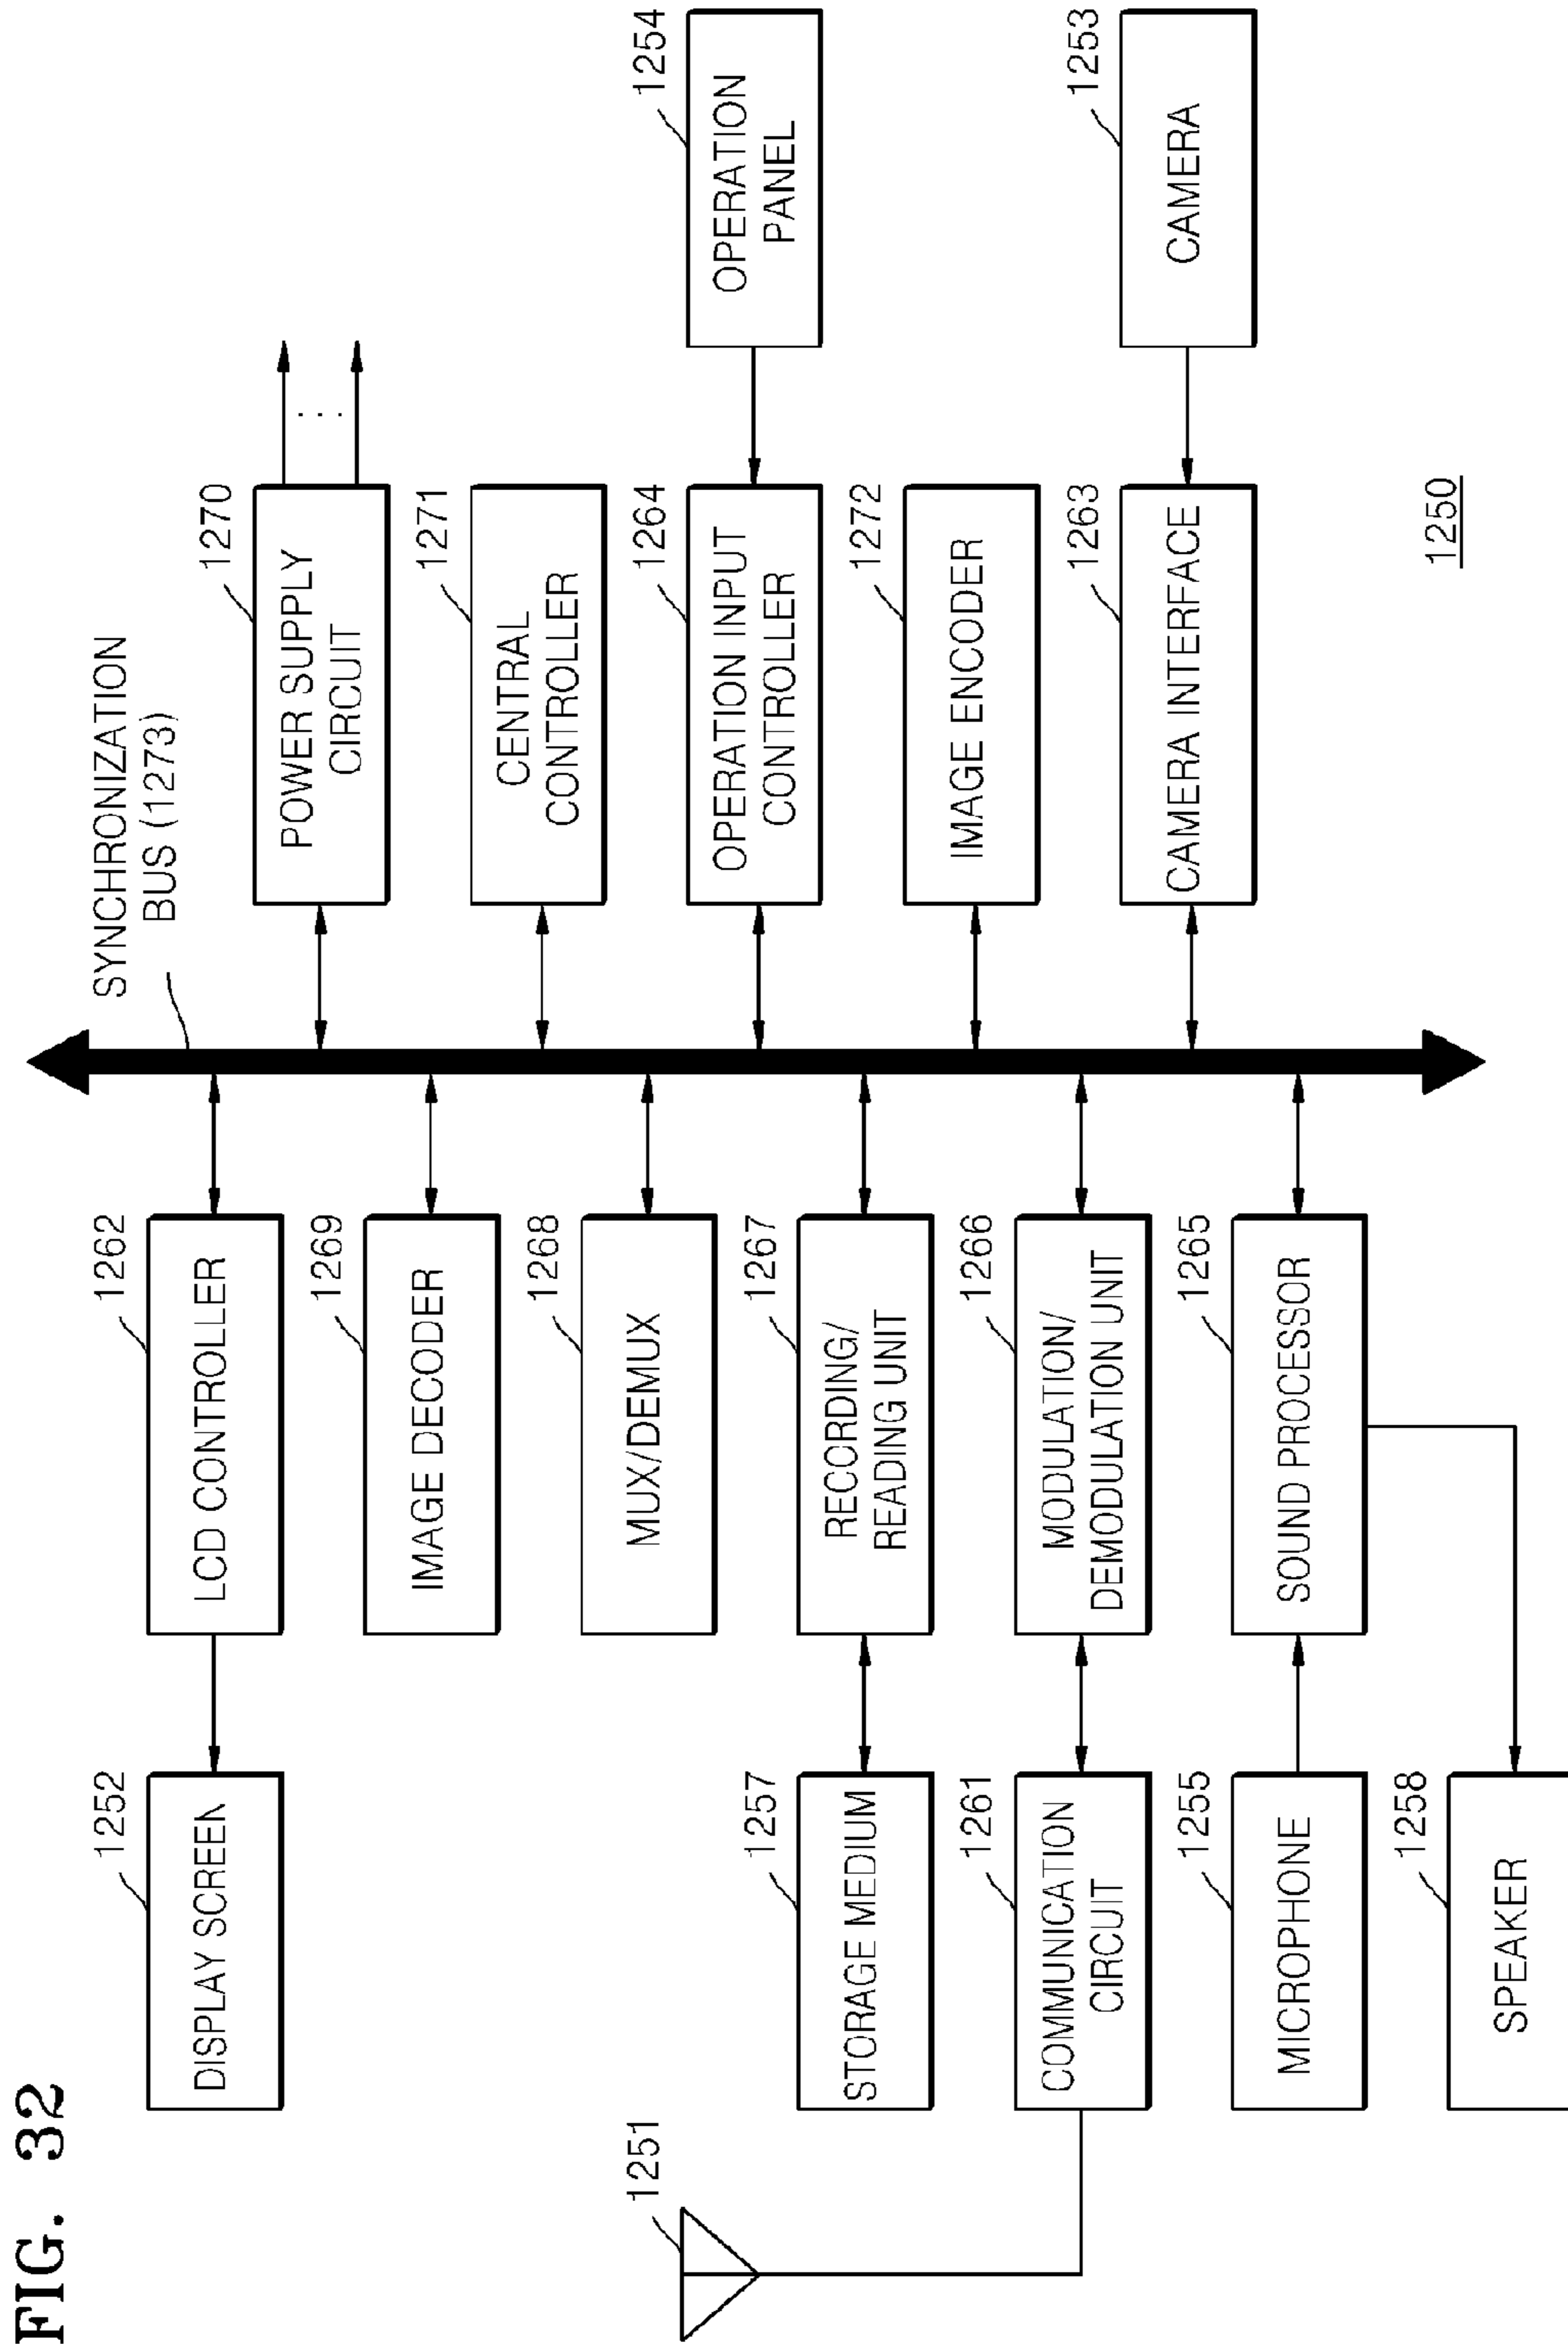 FIG. 32
1252
DISPLAY SCREEN
1262
LCD CONTROLLER
SYNCHRONIZATION
BUS (1273)
1270
POWER SUPPLY
CIRCUIT
1269
IMAGE DECODER
1271
CENTRAL
CONTROLLER
1268
MUX/DEMUX
1264
OPERATION INPUT
CONTROLLER
1254
OPERATION
PANEL
1251
1257
STORAGE MEDIUM
1267
RECORDING/
READING UNIT
1272
IMAGE ENCODER
1261
COMMUNICATION
CIRCUIT
1266
MODULATION/
DEMODULATION UNIT
1263
CAMERA INTERFACE
1253
CAMERA
1255
MICROPHONE
1265
SOUND PROCESSOR
1258
SPEAKER
1250